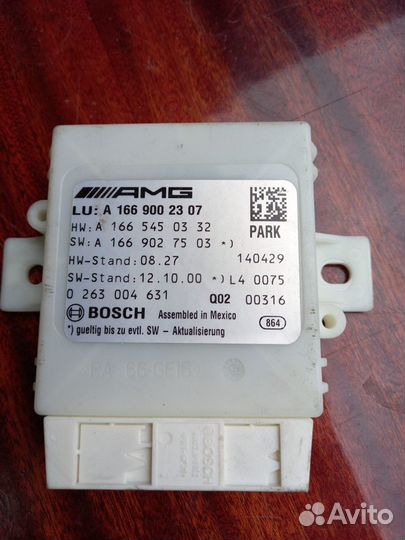 AMG
LU: A 166 900 23 07
HW: A 166 545 03 32
PARK
SW: A 166 902 75 03 *)
HW-Stand: 08.27 140429
SW-Stand: 12.10.00 *) L4 0075
0 263 004 631 Q02 00316
BOSCH Assembled in Mexico 864
*) gueltig bis zu evtl. SW - Aktualisierung
BOSCH
Avito